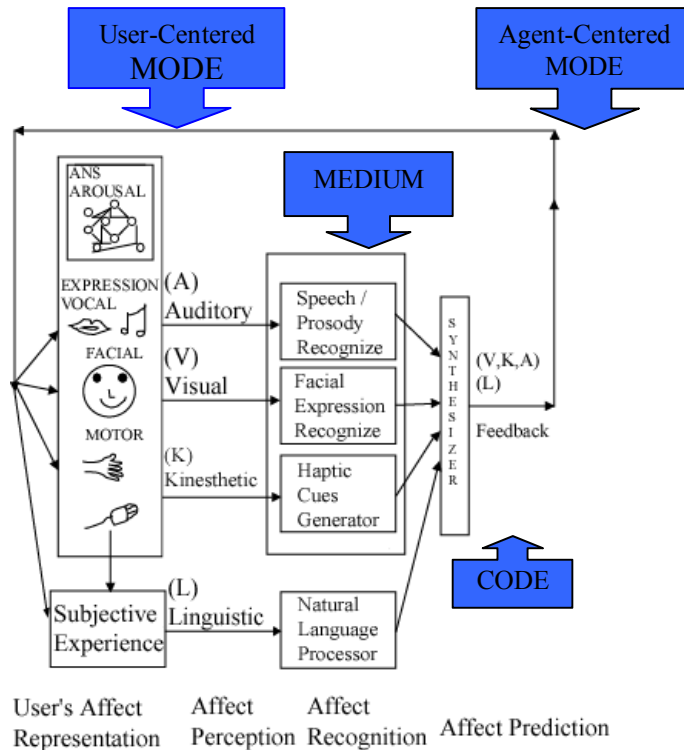 User-Centered
MODE
Agent-Centered
MODE
MEDIUM
ANS
AROUSAL
EXPRESSION
VOCAL
FACIAL
MOTOR
(A)
Auditory
(V)
Visual
(K)
Kinesthetic
Speech /
Prosody
Recognize
Facial
Expression
Recognize
Haptic
Cues
Generator
SYNTHESIZER
(V,K,A)
(L)
Feedback
CODE
Subjective
Experience
(L)
Linguistic
Natural
Language
Processor
User's Affect
Representation
Affect
Perception
Affect
Recognition
Affect Prediction